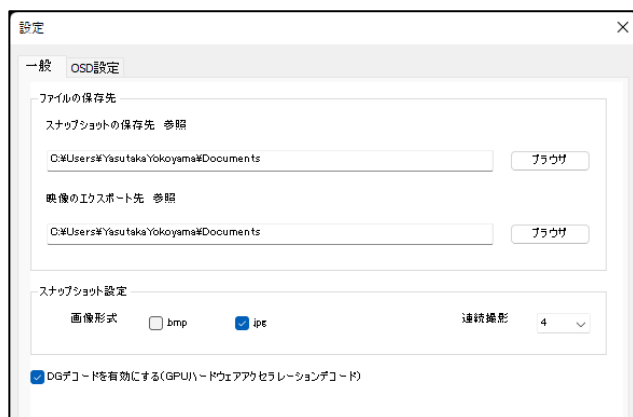 設定
一般 OSD設定
ファイルの保存先
スナップショットの保存先 参照
C:¥Users¥YasutakaYokoyama¥Documents ブラウザ
映像のエクスポート先 参照
C:¥Users¥YasutakaYokoyama¥Documents ブラウザ
スナップショット設定
画像形式 .bmp .jpg 連続撮影 4
DGデコードを有効にする(GPUハードウェアアクセラレーションデコード)